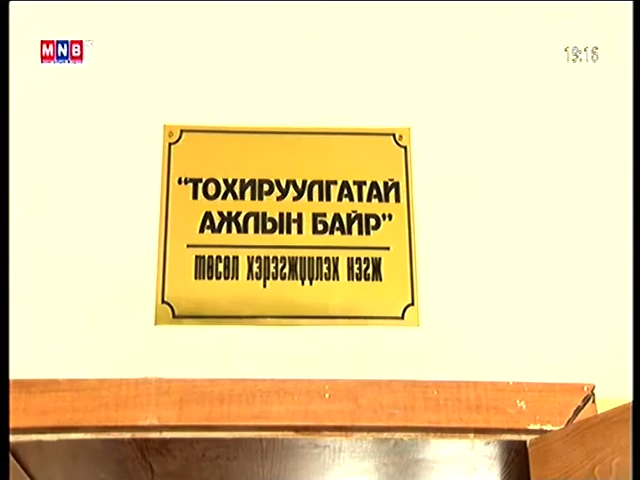 MNB
19:16
“ТОХИРУУЛГАТАЙ
АЖЛЫН БАЙР”
төсөл хэрэгжүүлэх нэгж